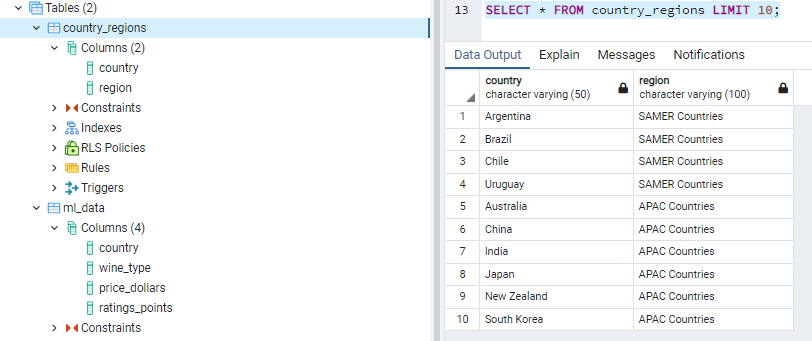 Tables (2)
country_regions
Columns (2)
country
region
Constraints
Indexes
RLS Policies
Rules
Triggers
ml_data
Columns (4)
country
wine_type
price_dollars
ratings_points
Constraints
13 SELECT * FROM country_regions LIMIT 10;
Data Output Explain Messages Notifications
country region
character varying (50) character varying (100)
1 Argentina SAMER Countries
2 Brazil SAMER Countries
3 Chile SAMER Countries
4 Uruguay SAMER Countries
5 Australia APAC Countries
6 China APAC Countries
7 India APAC Countries
8 Japan APAC Countries
9 New Zealand APAC Countries
10 South Korea APAC Countries